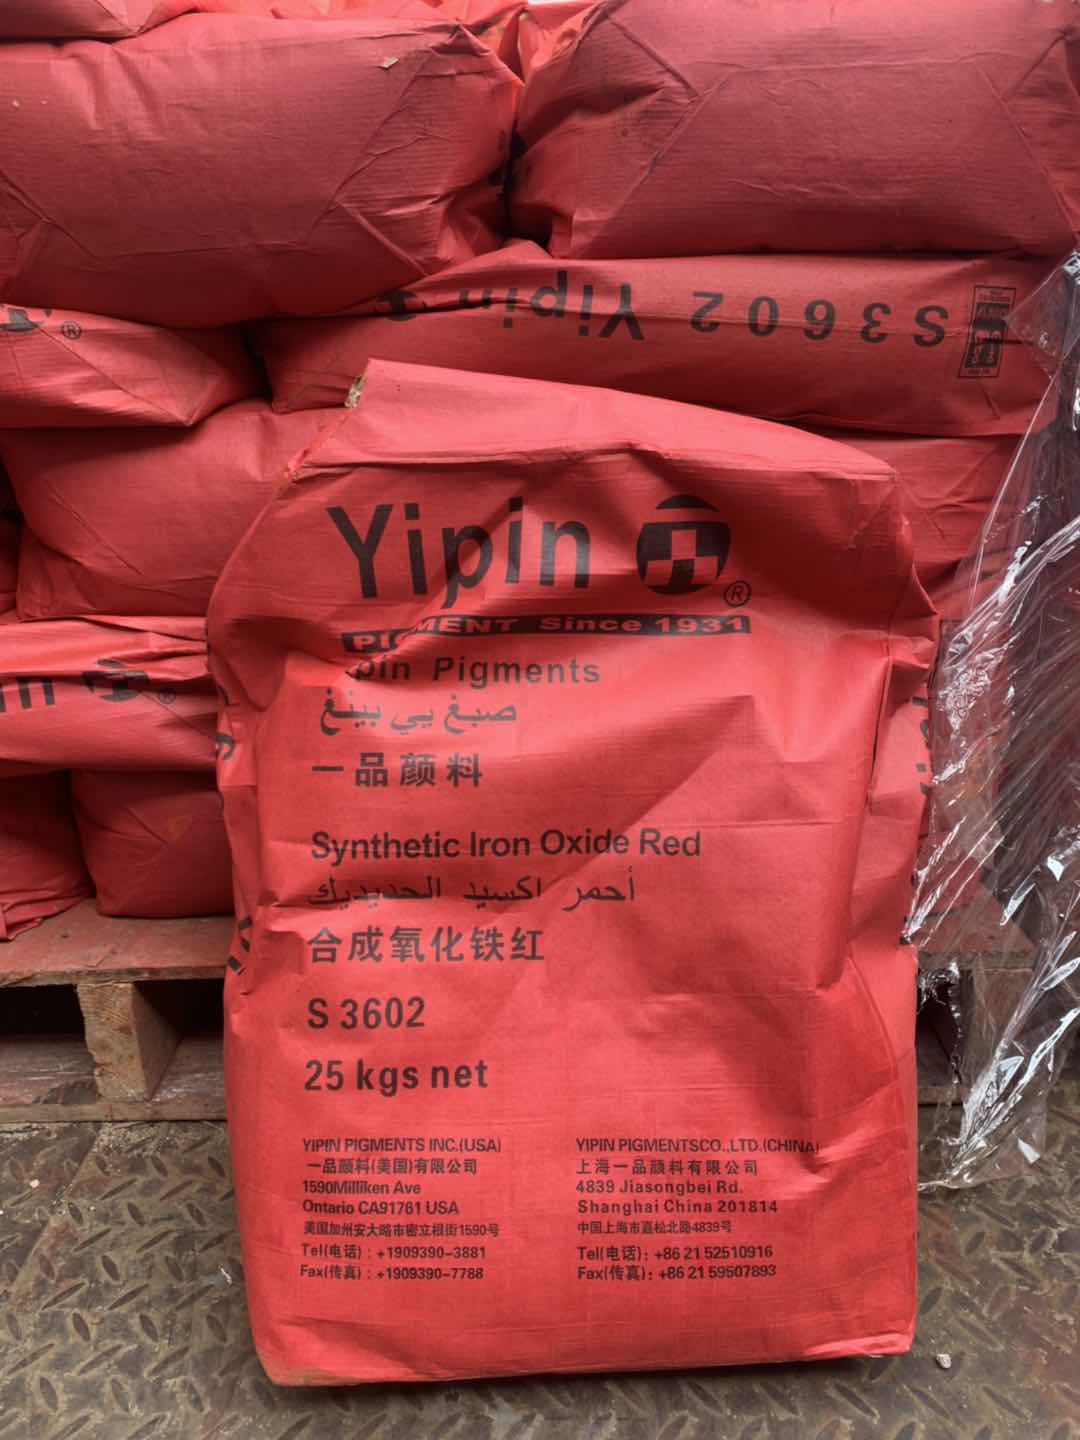 S3602 Yipin
®
Yipin
®
PIGMENT Since 1931
pin Pigments
صبغ يي بينغ
一品颜料
Synthetic Iron Oxide Red
أحمر اكسيد الحديديك
合成氧化铁红
S 3602
25 kgs net
YIPIN PIGMENTS INC.(USA)
一品颜料(美国)有限公司
1590Milliken Ave
Ontario CA91761 USA
美国加州安大略市密立根街1590号
Tel(电话) : +1909390-3881
Fax(传真) : +1909390-7788
YIPIN PIGMENTSCO.,LTD.(CHINA)
上海一品颜料有限公司
4839 Jiasongbei Rd.
Shanghai China 201814
中国上海市嘉松北路4839号
Tel(电话): +86 21 52510916
Fax(传真): +86 21 59507893
in
®